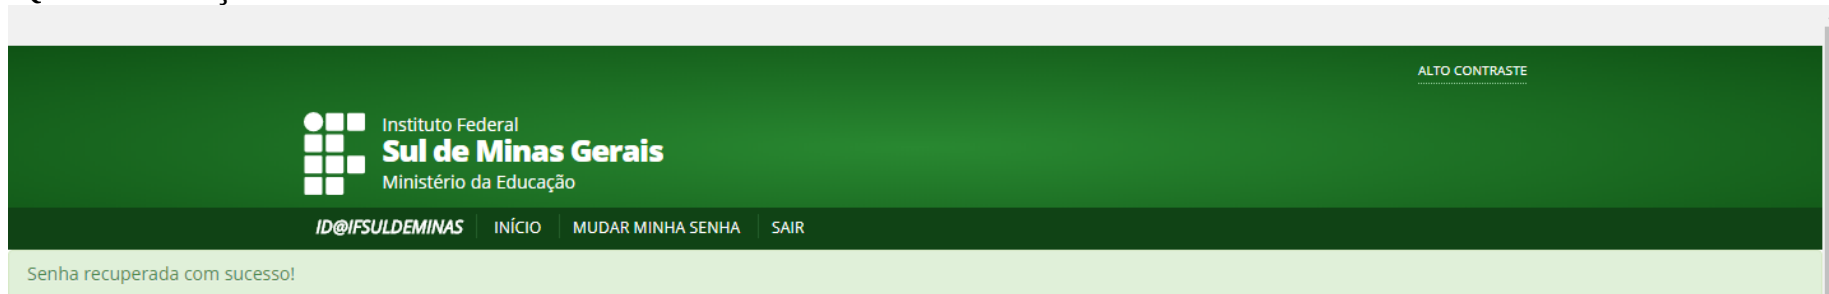 ALTO CONTRASTE
Instituto Federal
Sul de Minas Gerais
Ministério da Educação
ID@IFSULDEMINAS INÍCIO MUDAR MINHA SENHA SAIR
Senha recuperada com sucesso!